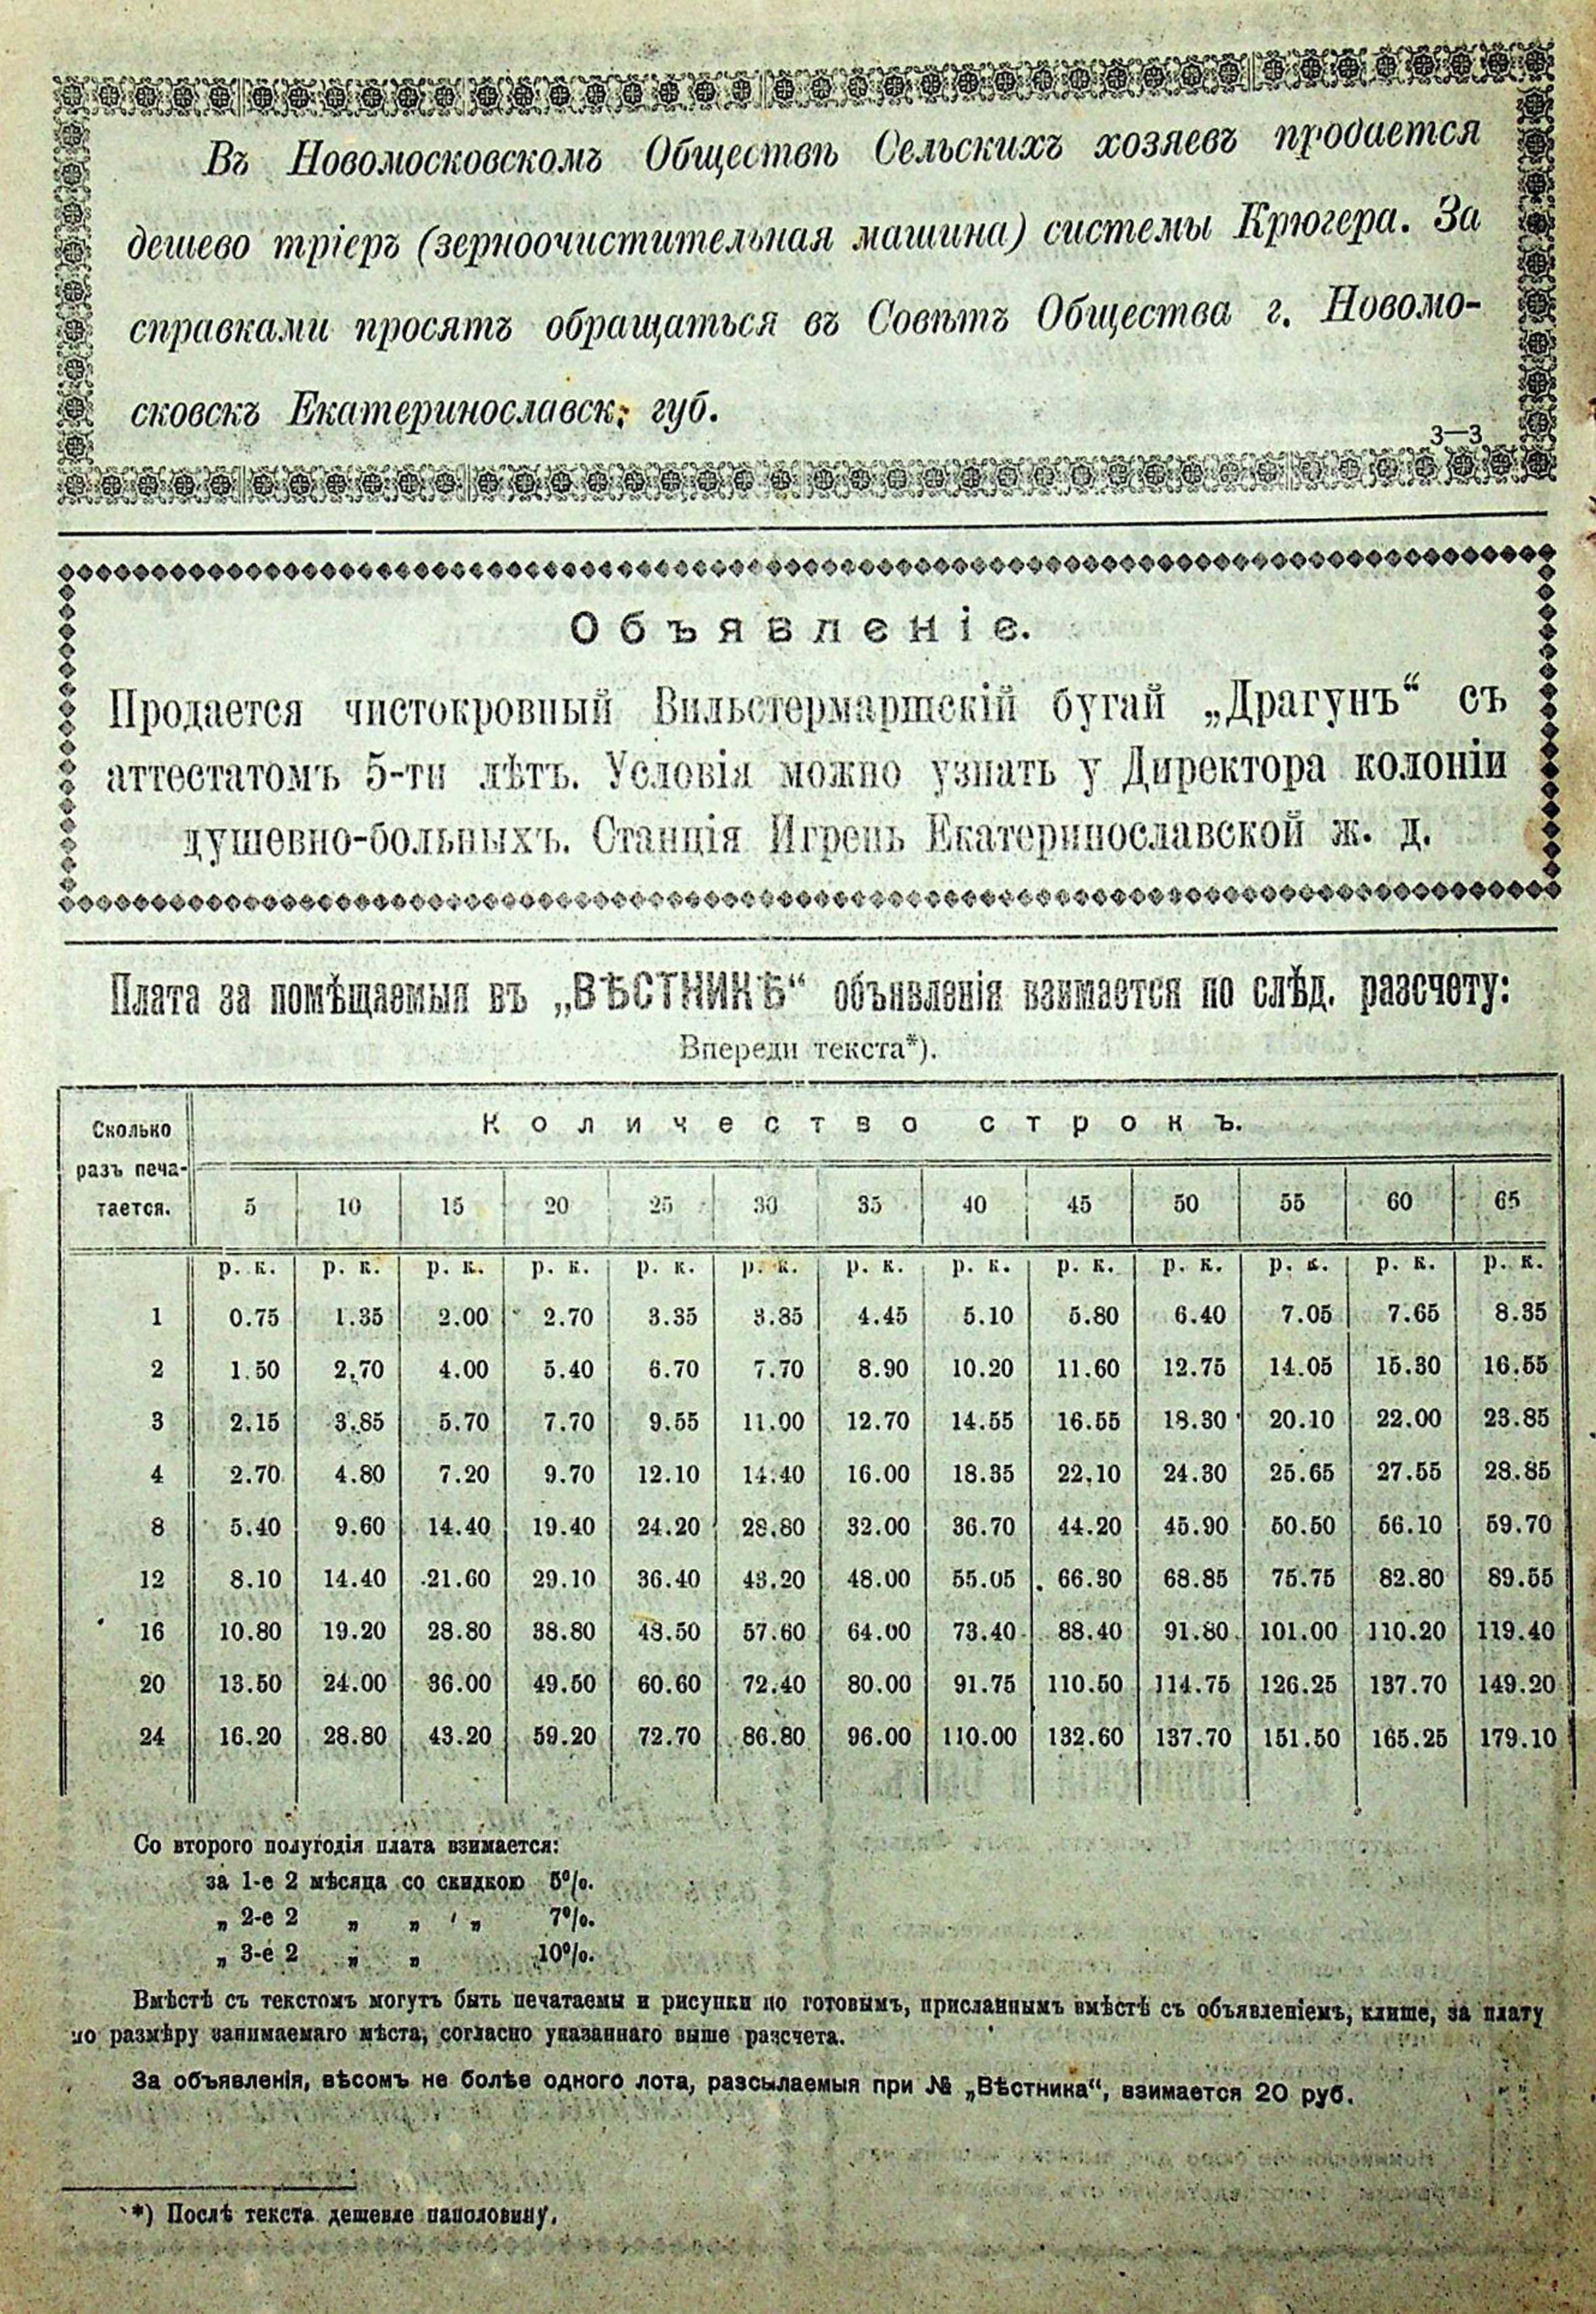 Въ Новомосковскомъ Обществѣ Сельскихъ хозяевъ продается
дешево тріеръ (зерноочистительная машина) системы Крюгера. За
справками просятъ обращаться въ Совѣтъ Общества г. Новомо-
сковскъ Екатеринославск. губ.
3—3
Объявленіе.
Продается чистокровный Вильстермаршскій бугай „Драгунъ“ съ
аттестатомъ 5-ти лѣтъ. Условія можно узнать у Директора колоніи
душевно-больныхъ. Станція Игрень Екатеринославской ж. д.
Плата за помѣщаемыя въ „ВѢСТНИКѢ“ объявленія взимается по слѣд. разсчету:
Впереди текста*).
Сколько разъ печа-тается. Количество строкъ.
5 10 15 20 25 30 35 40 45 50 55 60 65
р. к. р. к. р. к. р. к. р. к. р. к. р. к. р. к. р. к. р. к. р. к. р. к. р. к.
1 0.75 1.35 2.00 2.70 3.35 3.85 4.45 5.10 5.80 6.40 7.05 7.65 8.35
2 1.50 2.70 4.00 5.40 6.70 7.70 8.90 10.20 11.60 12.75 14.05 15.30 16.55
3 2.15 3.85 5.70 7.70 9.55 11.00 12.70 14.55 16.55 18.30 20.10 22.00 23.85
4 2.70 4.80 7.20 9.70 12.10 14.40 16.00 18.35 22.10 24.30 25.65 27.55 28.85
8 5.40 9.60 14.40 19.40 24.20 28.80 32.00 36.70 44.20 45.90 50.50 56.10 59.70
12 8.10 14.40 21.60 29.10 36.40 43.20 48.00 55.05 66.30 68.85 75.75 82.80 89.55
16 10.80 19.20 28.80 38.80 48.50 57.60 64.00 73.40 88.40 91.80 101.00 110.20 119.40
20 13.50 24.00 36.00 49.50 60.60 72.40 80.00 91.75 110.50 114.75 126.25 137.70 149.20
24 16.20 28.80 43.20 59.20 72.70 86.80 96.00 110.00 132.60 137.70 151.50 165.25 179.10
Со второго полугодія плата взимается:
за 1-е 2 мѣсяца со скидкою 5%.
„ 2-е 2 „ „ „ 7%.
„ 3-е 2 „ „ 10%.
Вмѣстѣ съ текстомъ могутъ быть печатаемы и рисунки по готовымъ, присланнымъ вмѣстѣ съ объявленіемъ, клише, за плату
по размѣру занимаемаго мѣста, согласно указаннаго выше разсчета.
За объявленія, вѣсомъ не болѣе одного лота, разсылаемыя при № „Вѣстника“, взимается 20 руб.
*) Послѣ текста дешевле наполовину.